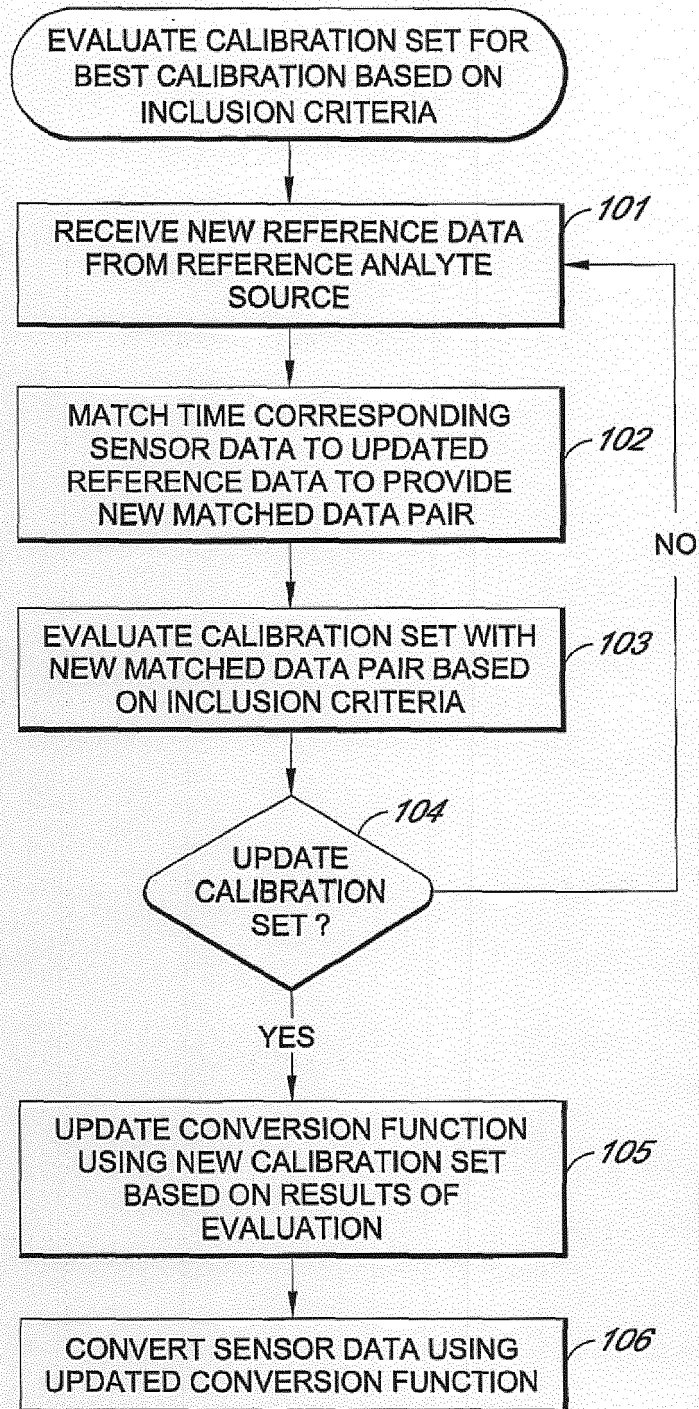 EVALUATE CALIBRATION SET FOR
BEST CALIBRATION BASED ON
INCLUSION CRITERIA
101
RECEIVE NEW REFERENCE DATA
FROM REFERENCE ANALYTE
SOURCE
MATCH TIME CORRESPONDING
SENSOR DATA TO UPDATED
REFERENCE DATA TO PROVIDE
NEW MATCHED DATA PAIR
102
NO
EVALUATE CALIBRATION SET WITH
NEW MATCHED DATA PAIR BASED
ON INCLUSION CRITERIA
103
104
UPDATE
CALIBRATION
SET ?
YES
UPDATE CONVERSION FUNCTION
USING NEW CALIBRATION SET
BASED ON RESULTS OF
EVALUATION
105
CONVERT SENSOR DATA USING
UPDATED CONVERSION FUNCTION
106